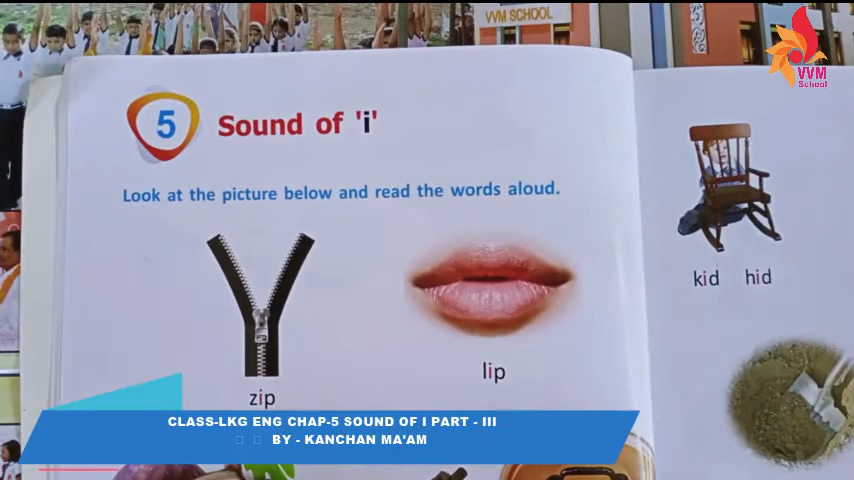 VVM SCHOOL
VVM
School
5
Sound of 'i'
Look at the picture below and read the words aloud.
zip
lip
kid hid
CLASS-LKG ENG CHAP-5 SOUND OF I PART - III
BY - KANCHAN MA'AM